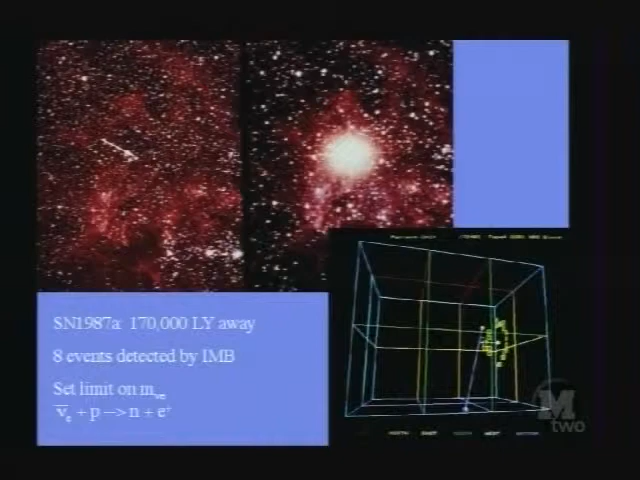 SN1987a: 170,000 LY away
8 events detected by IMB
Set limit on mνe
ν̅e + p –> n + e⁺
M
two